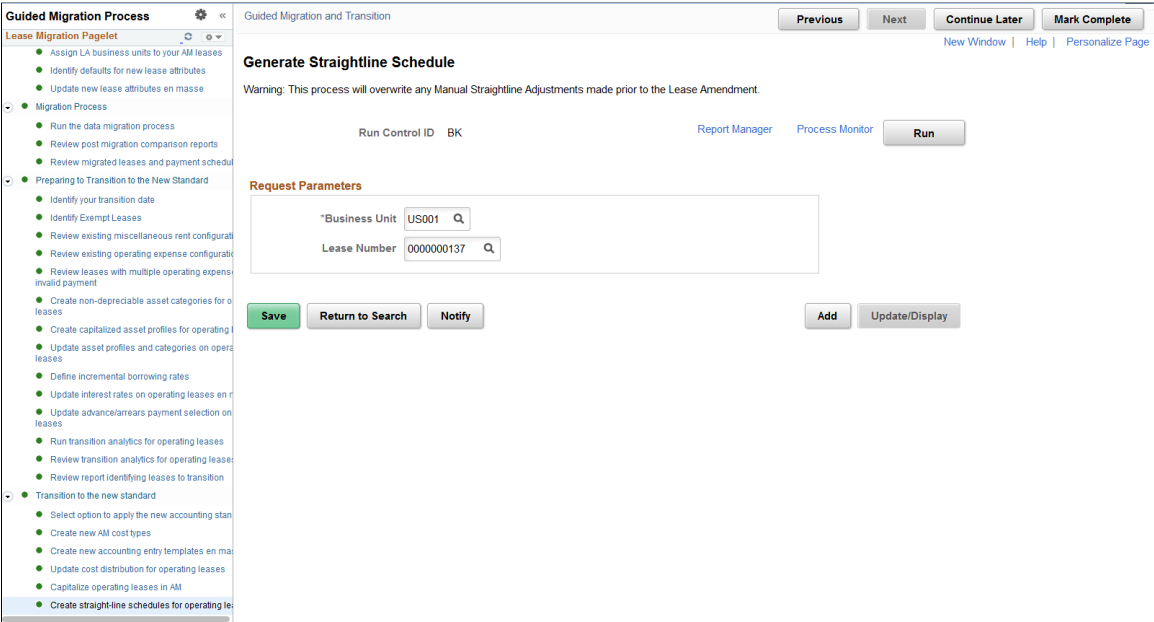 Guided Migration Process
«
Lease Migration Pagelet
Assign LA business units to your AM leases
Identify defaults for new lease attributes
Update new lease attributes en masse
Migration Process
Run the data migration process
Review post migration comparison reports
Review migrated leases and payment schedul
Preparing to Transition to the New Standard
Identify your transition date
Identify Exempt Leases
Review existing miscellaneous rent configurati
Review existing operating expense configuratio
Review leases with multiple operating expense
invalid payment
Create non-depreciable asset categories for o
leases
Create capitalized asset profiles for operating l
Update asset profiles and categories on opera
leases
Define incremental borrowing rates
Update interest rates on operating leases en m
Update advance/arrears payment selection on
leases
Run transition analytics for operating leases
Review transition analytics for operating leases
Review report identifying leases to transition
Transition to the new standard
Select option to apply the new accounting stan
Create new AM cost types
Create new accounting entry templates en mas
Update cost distribution for operating leases
Capitalize operating leases in AM
Create straight-line schedules for operating lea
Guided Migration and Transition
Previous Next Continue Later Mark Complete
New Window | Help | Personalize Page
Generate Straightline Schedule
Warning: This process will overwrite any Manual Straightline Adjustments made prior to the Lease Amendment.
Run Control ID BK Report Manager Process Monitor Run
Request Parameters
*Business Unit US001
Lease Number 0000000137
Save Return to Search Notify Add Update/Display